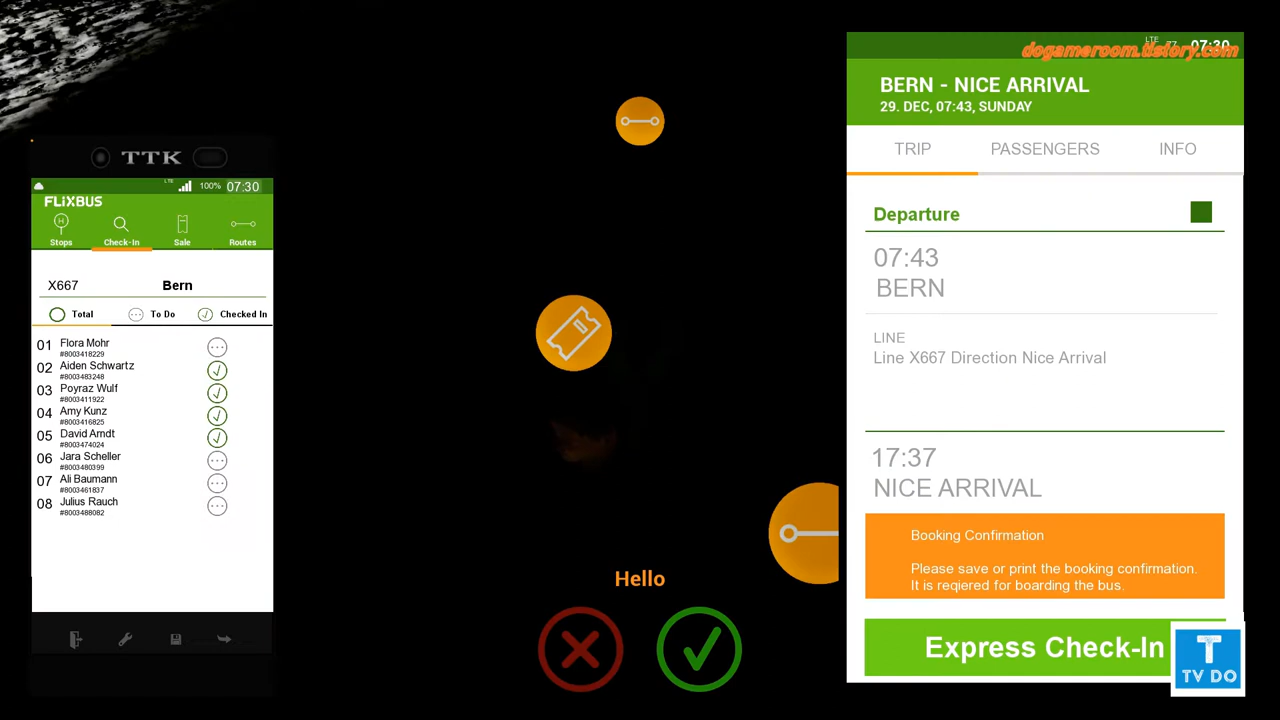 TTK
LTE
100%
07:30
FLiXBUS
H
Stops
Check-In
Sale
Routes
X667
Bern
Total
To Do
Checked In
01
Flora Mohr
#8003418229
02
Aiden Schwartz
#8003483248
03
Poyraz Wulf
#8003411922
04
Amy Kunz
#8003416825
05
David Arndt
#8003474024
06
Jara Scheller
#8003480399
07
Ali Baumann
#8003461837
08
Julius Rauch
#8003488082
Hello
LTE
07:30
dogameroom.tistory.com
BERN - NICE ARRIVAL
29. DEC, 07:43, SUNDAY
TRIP
PASSENGERS
INFO
Departure
07:43
BERN
LINE
Line X667 Direction Nice Arrival
17:37
NICE ARRIVAL
Booking Confirmation
Please save or print the booking confirmation.
It is reqiered for boarding the bus.
Express Check-In
T
TV DO